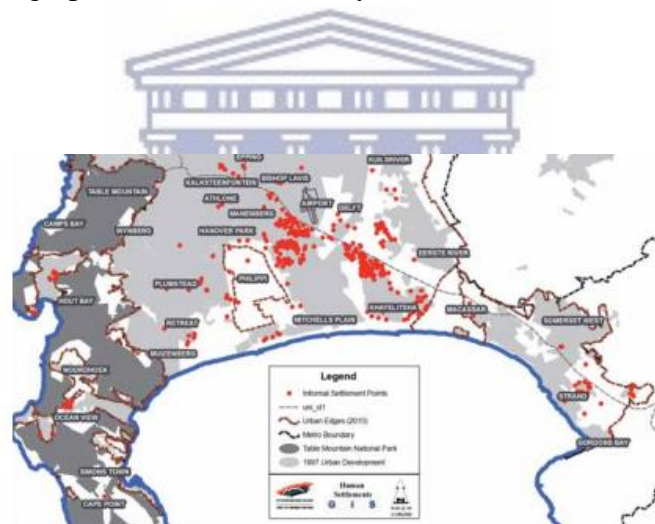 EPPING
KUILSRIVER
KALKSTEENFONTEIN
BISHOP LAVIS
TABLE MOUNTAIN
ATHLONE
AIRPORT
MANENBERG
DELFT
CAMPS BAY
WYNBERG
HANOVER PARK
EERSTE RIVER
PHILIPPI
PLUMSTEAD
HOUT BAY
KHAYELITSHA
MACASSAR
MITCHELLS PLAIN
SOMERSET WEST
RETREAT
MUIZENBERG
NOORDHOEK
Legend
Informal Settlement Points
Urban Edges (2010)
Metro Boundary
Table Mountain National Park
1997 Urban Development
STRAND
OCEAN VIEW
GORDONS BAY
SIMONS TOWN
Human
Settlements
G I S
CAPE POINT